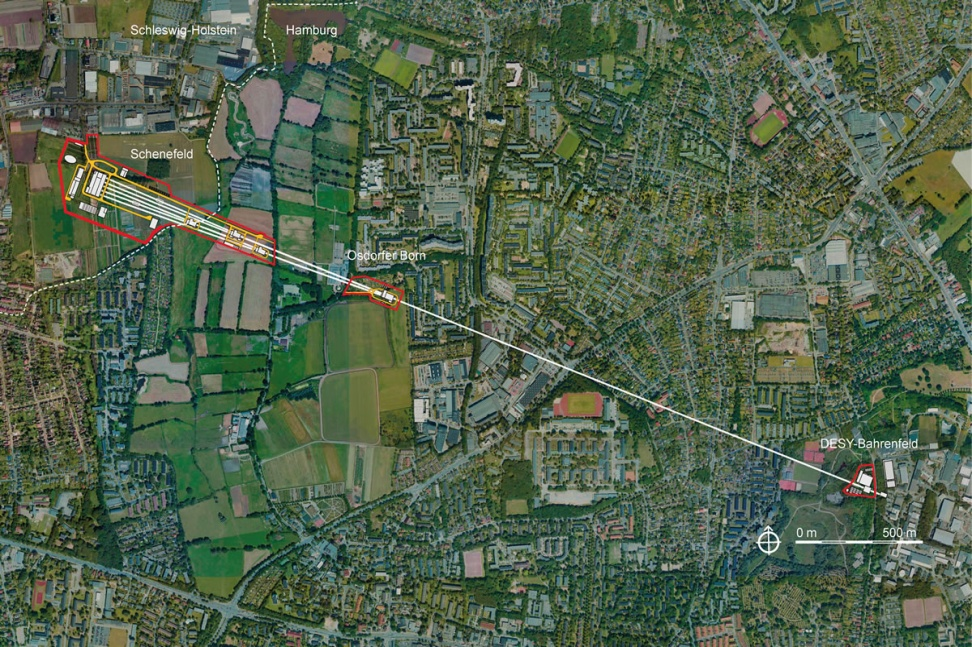 Schleswig-Holstein
Hamburg
Schenefeld
Osdorfer Born
DESY-Bahrenfeld
0 m
500 m